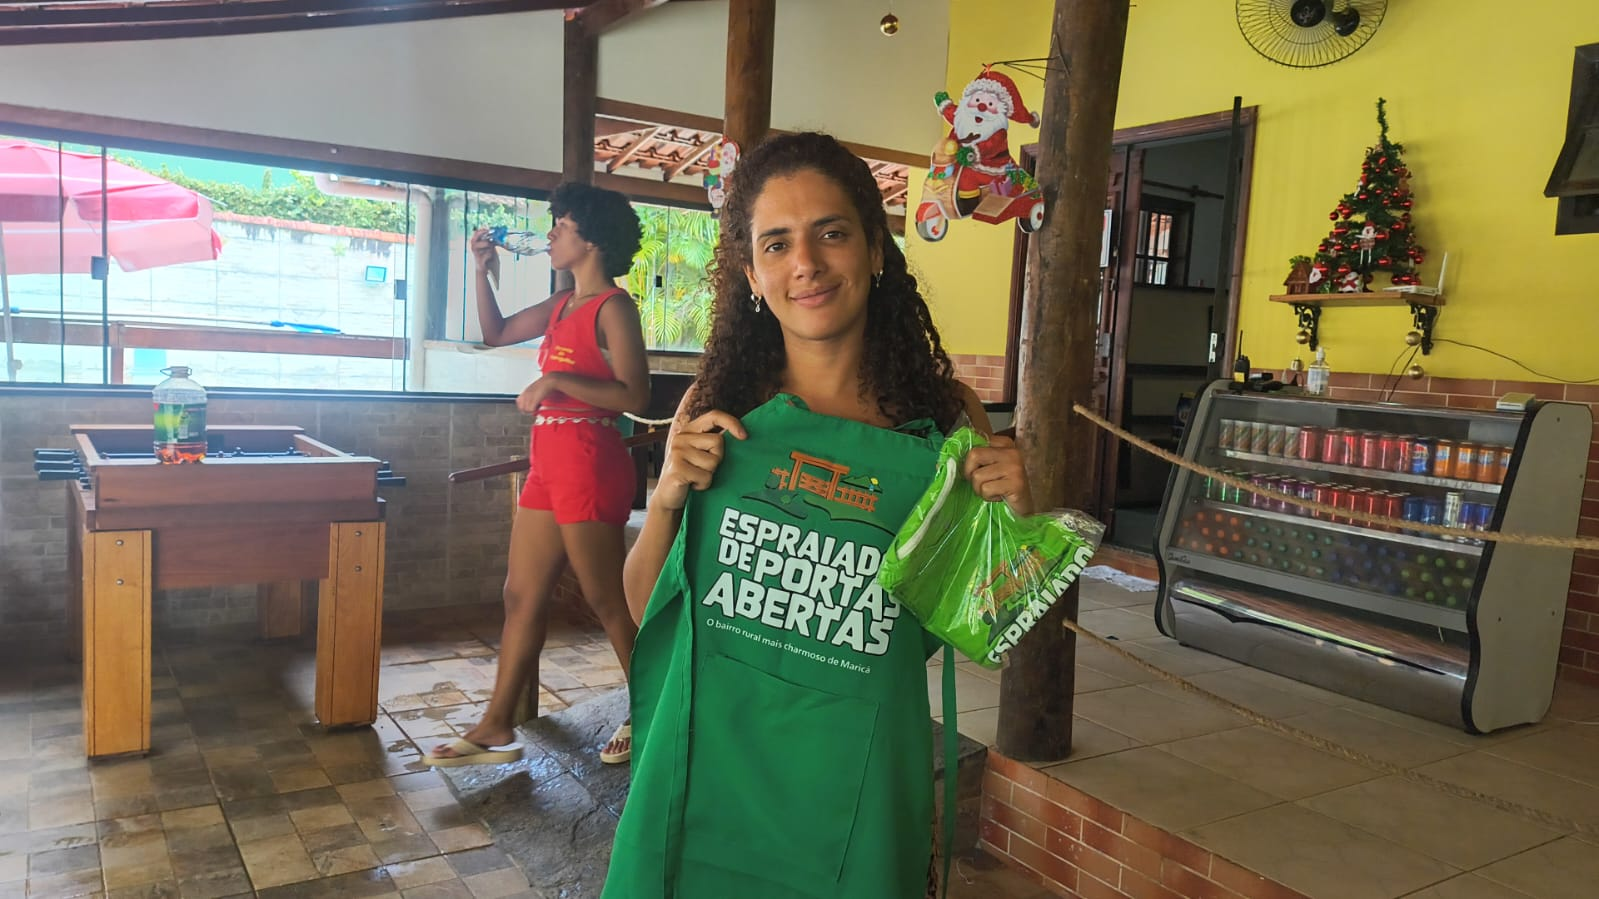 ESPRAIADO
DE PORTAS
ABERTAS
O bairro rural mais charmoso de Maricá
ESPRAIADO